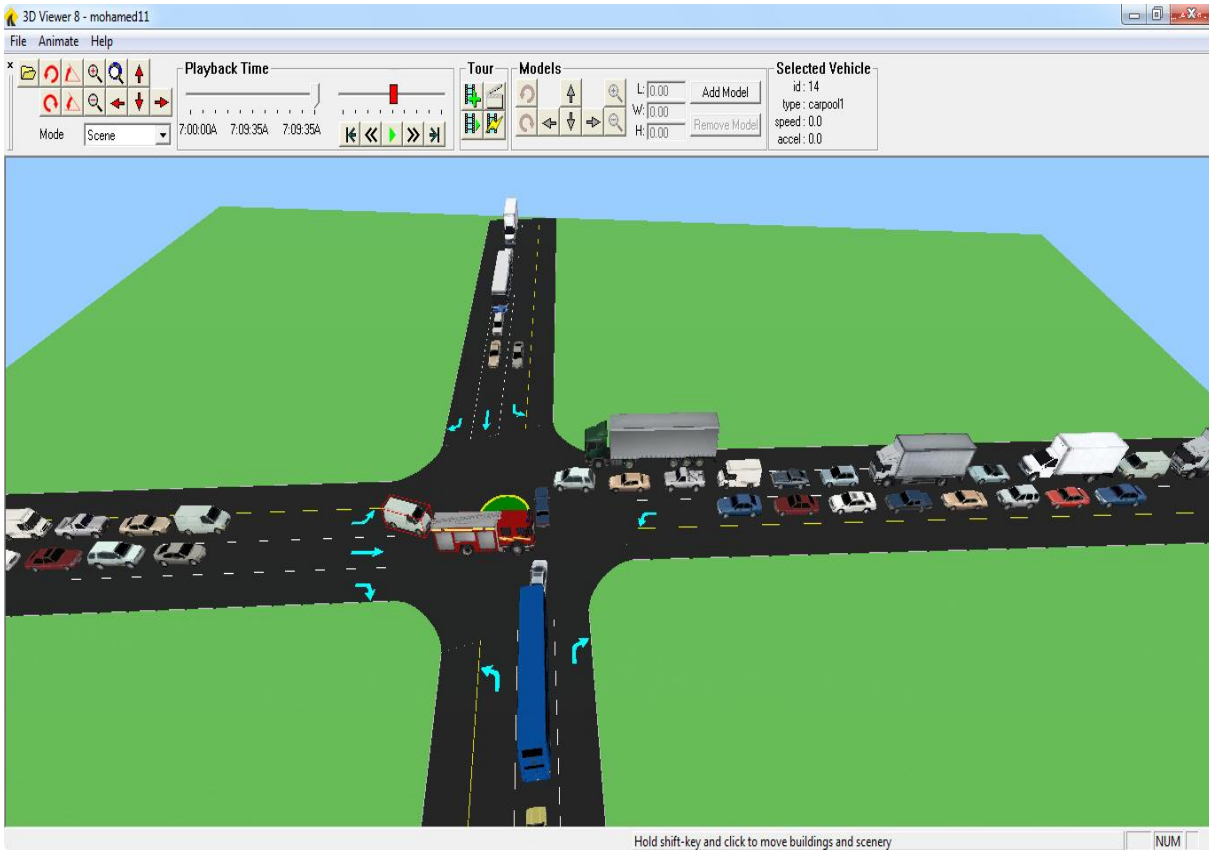 3D Viewer 8 - mohamed11
File Animate Help
Playback Time
Tour
Models
Selected Vehicle
L: 0.00
W: 0.00
H: 0.00
Add Model
Remove Model
id : 14
type : carpool1
speed : 0.0
accel : 0.0
Mode
Scene
7:00:00A 7:09:35A 7:09:35A
Hold shift-key and click to move buildings and scenery
NUM